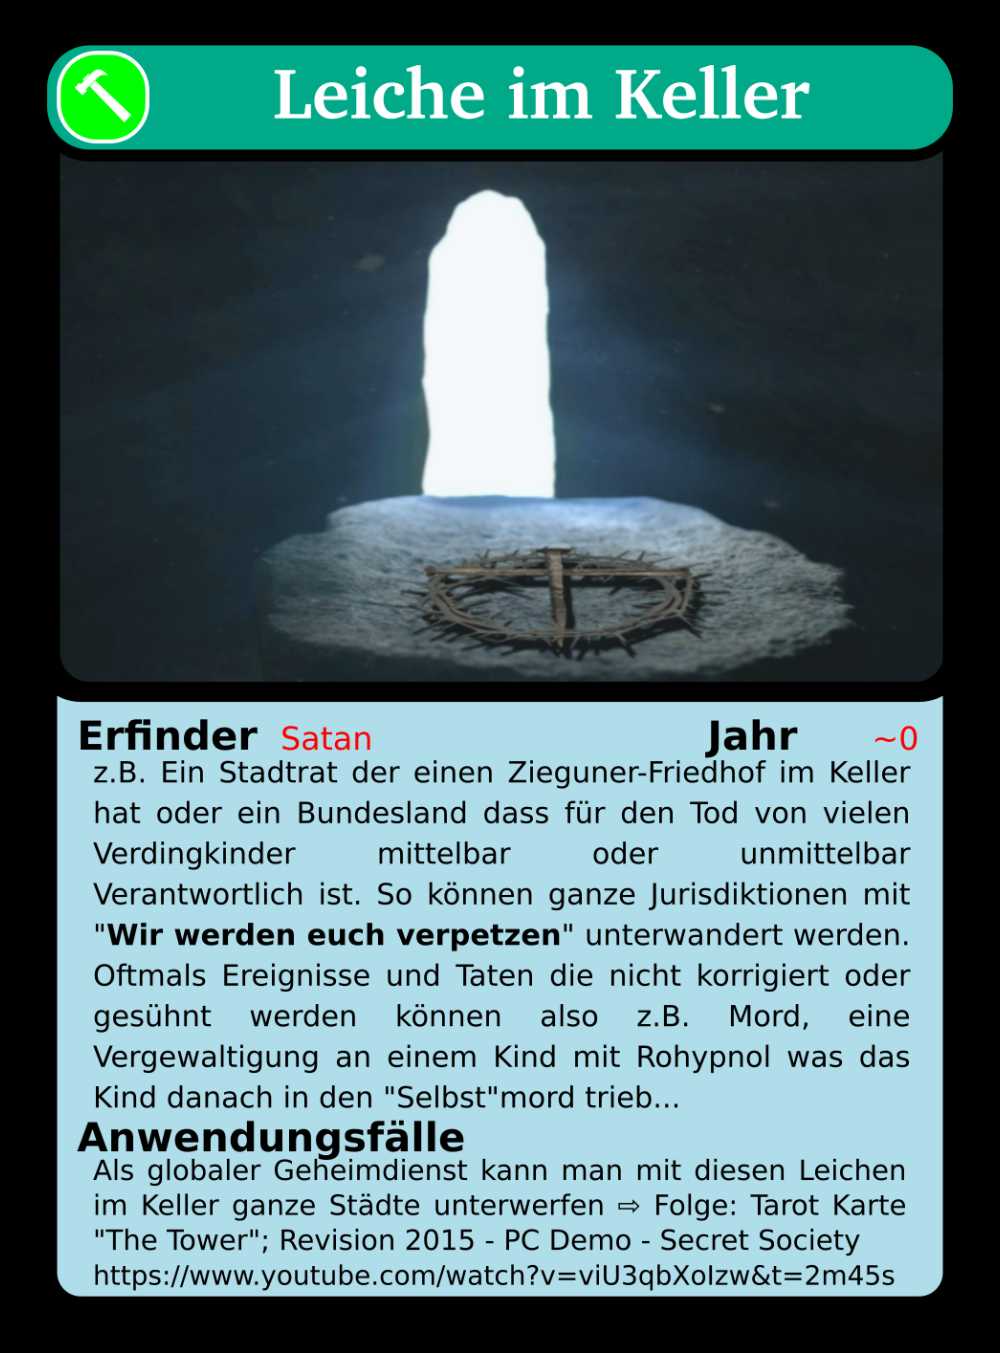 Leiche im Keller
Erfinder Satan Jahr ~0
z.B. Ein Stadtrat der einen Zieguner-Friedhof im Keller
hat oder ein Bundesland dass für den Tod von vielen
Verdingkinder mittelbar oder unmittelbar
Verantwortlich ist. So können ganze Jurisdiktionen mit
"Wir werden euch verpetzen" unterwandert werden.
Oftmals Ereignisse und Taten die nicht korrigiert oder
gesühnt werden können also z.B. Mord, eine
Vergewaltigung an einem Kind mit Rohypnol was das
Kind danach in den "Selbst"mord trieb...
Anwendungsfälle
Als globaler Geheimdienst kann man mit diesen Leichen
im Keller ganze Städte unterwerfen ⇨ Folge: Tarot Karte
"The Tower"; Revision 2015 - PC Demo - Secret Society
https://www.youtube.com/watch?v=viU3qbXoIzw&t=2m45s